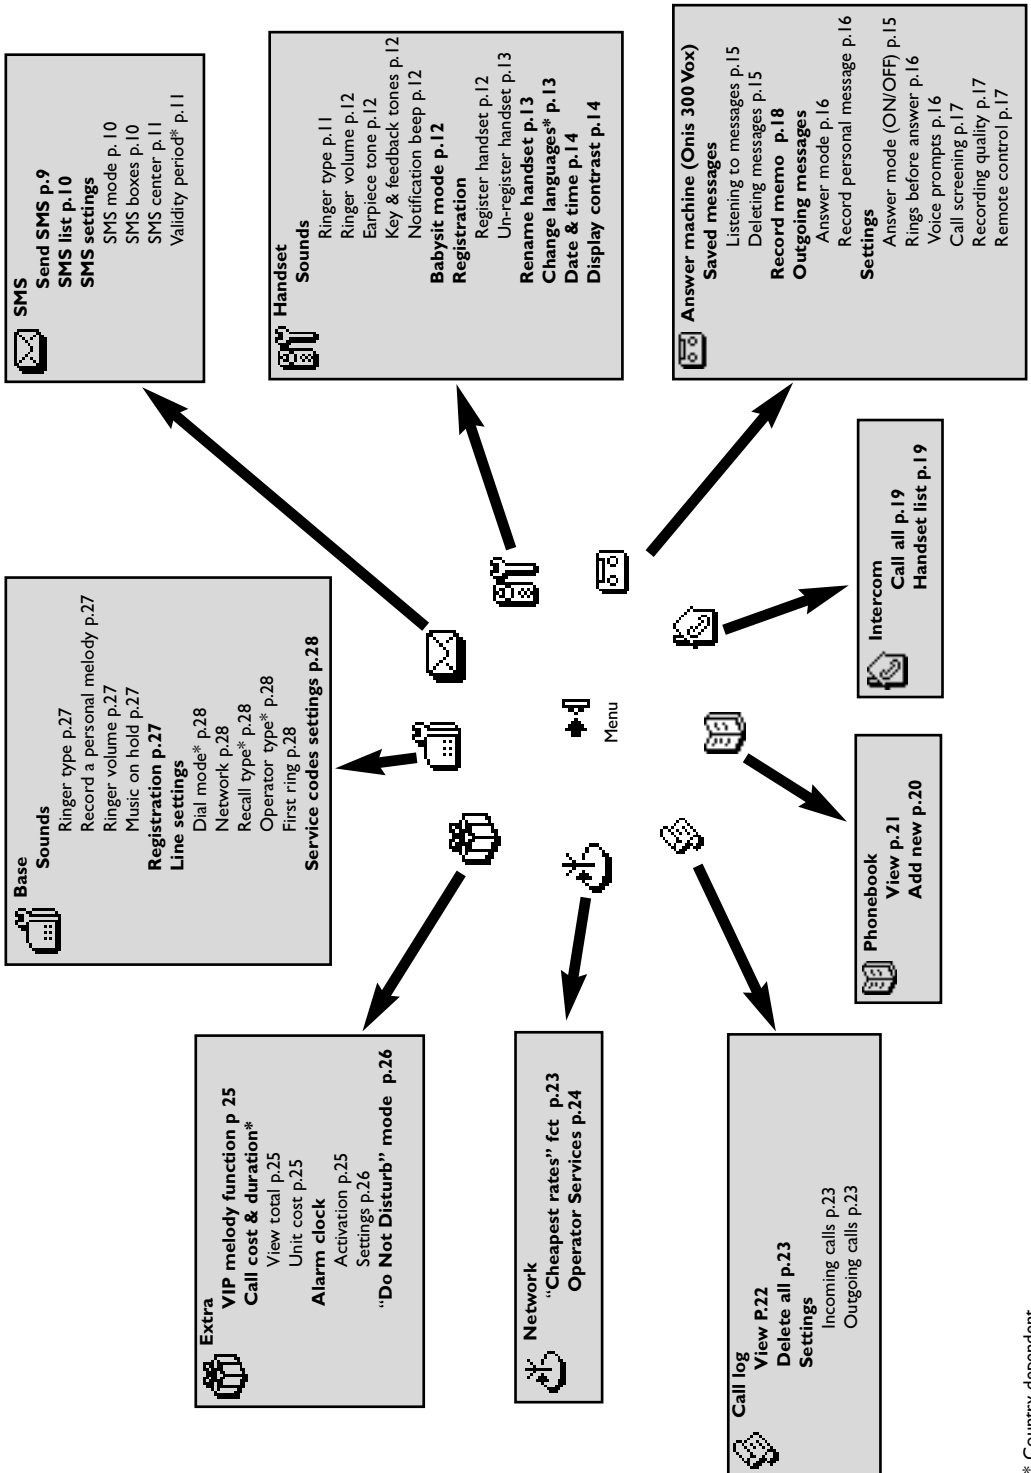 Extra
VIP melody function p 25
Call cost & duration*
View total p.25
Unit cost p.25
Alarm clock
Activation p.25
Settings p.26
“Do Not Disturb” mode p.26
Base
Sounds
Ringer type p.27
Record a personal melody p.27
Ringer volume p.27
Music on hold p.27
Registration p.27
Line settings
Dial mode* p.28
Network p.28
Recall type* p.28
Operator type* p.28
First ring p.28
Service codes settings p.28
SMS
Send SMS p.9
SMS list p.10
SMS settings
SMS mode p.10
SMS boxes p.10
SMS center p.11
Validity period* p.11
Network
“Cheapest rates” fct p.23
Operator Services p.24
Menu
Handset
Sounds
Ringer type p.11
Ringer volume p.12
Earpiece tone p.12
Key & feedback tones p.12
Notification beep p.12
Babysit mode p.12
Registration
Register handset p.12
Un-register handset p.13
Rename handset p.13
Change languages* p.13
Date & time p.14
Display contrast p.14
Call log
View P.22
Delete all p.23
Settings
Incoming calls p.23
Outgoing calls p.23
Phonebook
View p.21
Add new p.20
Intercom
Call all p.19
Handset list p.19
Answer machine (Onis 300 Vox)
Saved messages
Listening to messages p.15
Deleting messages p.15
Record memo p.18
Outgoing messages
Answer mode p.16
Record personal message p.16
Settings
Answer mode (ON/OFF) p.15
Rings before answer p.16
Voice prompts p.16
Call screening p.17
Recording quality p.17
Remote control p.17
* Country dependent